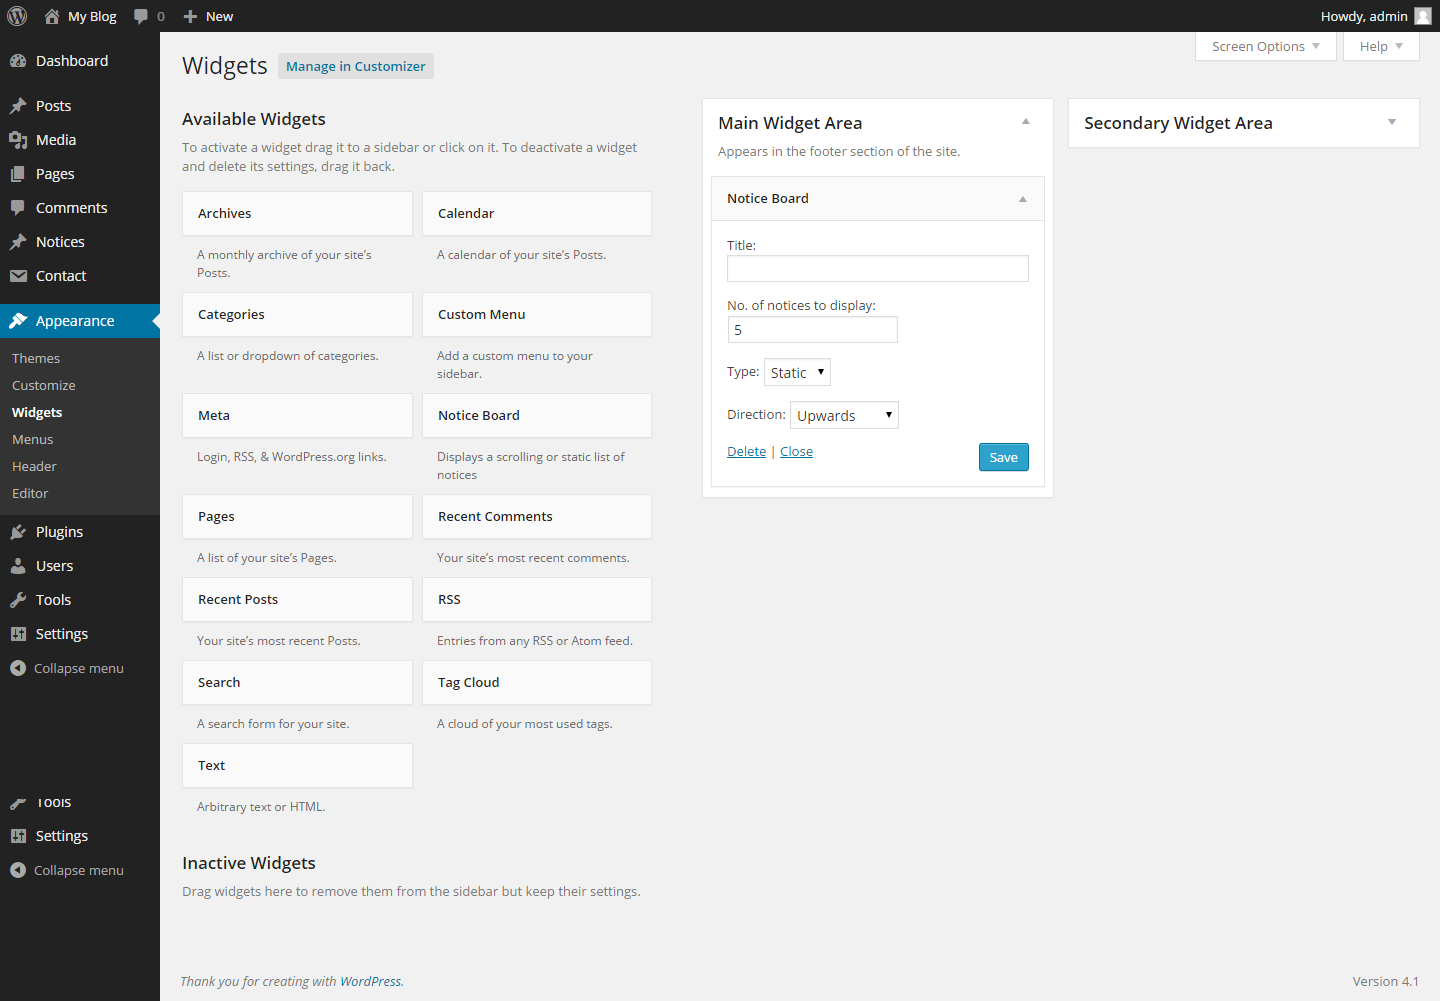 My Blog 0 New Howdy, admin
Dashboard
Posts
Media
Pages
Comments
Notices
Contact
Appearance
Themes
Customize
Widgets
Menus
Header
Editor
Plugins
Users
Tools
Settings
Collapse menu
Tools
Settings
Collapse menu
Screen Options Help
Widgets Manage in Customizer
Available Widgets
To activate a widget drag it to a sidebar or click on it. To deactivate a widget
and delete its settings, drag it back.
Archives
A monthly archive of your site’s
Posts.
Calendar
A calendar of your site’s Posts.
Categories
A list or dropdown of categories.
Custom Menu
Add a custom menu to your
sidebar.
Meta
Login, RSS, & WordPress.org links.
Notice Board
Displays a scrolling or static list of
notices
Pages
A list of your site’s Pages.
Recent Comments
Your site’s most recent comments.
Recent Posts
Your site’s most recent Posts.
RSS
Entries from any RSS or Atom feed.
Search
A search form for your site.
Tag Cloud
A cloud of your most used tags.
Text
Arbitrary text or HTML.
Inactive Widgets
Drag widgets here to remove them from the sidebar but keep their settings.
Main Widget Area
Appears in the footer section of the site.
Notice Board
Title:
No. of notices to display:
5
Type: Static
Direction: Upwards
Delete | Close Save
Secondary Widget Area
Thank you for creating with WordPress. Version 4.1